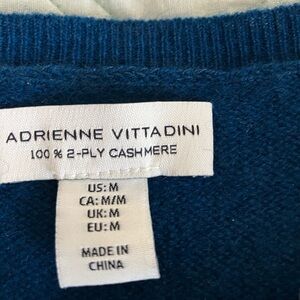 ADRIENNE VITTADINI
100 % 2-PLY CASHMERE
US: M
CA: M/M
UK: M
EU: M
MADE IN
CHINA